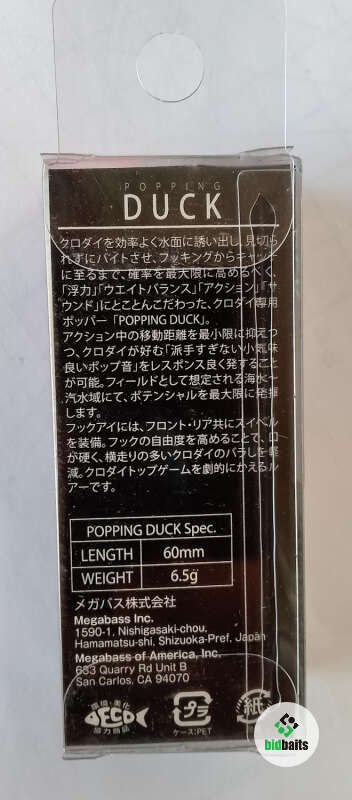 POPPING
DUCK
クロダイを効率よく水面に誘い出し、見切ら
れずにバイトさせ、フッキングからキャッチ
に至るまで、確率を最大限に高めるべく、
「浮力」「ウエイトバランス」「アクション」「サ
ウンド」にとことんこだわった、クロダイ専用
ポッパー「POPPING DUCK」。
アクション中の移動距離を最小限に抑えつ
つ、クロダイが好む「派手すぎない小気味
良いポップ音」をレスポンス良く発すること
が可能。フィールドとして想定される海水〜
汽水域にて、ポテンシャルを最大限に発揮
します。
フックアイには、フロント・リア共にスイベル
を装備。フックの自由度を高めることで、口
が硬く、横走りの多いクロダイのバラしを軽
減。クロダイトップゲームを劇的にかえるル
アーです。
POPPING DUCK Spec.
LENGTH 60mm
WEIGHT 6.5g
メガバス株式会社
Megabass Inc.
1590-1, Nishigasaki-chou,
Hamamatsu-shi, Shizuoka-Pref. Japan
Megabass of America, Inc.
683 Quarry Rd Unit B
San Carlos, CA 94070
環境・美化
ECO
協力商品
プラ
ケース:PET
紙
bidbaits